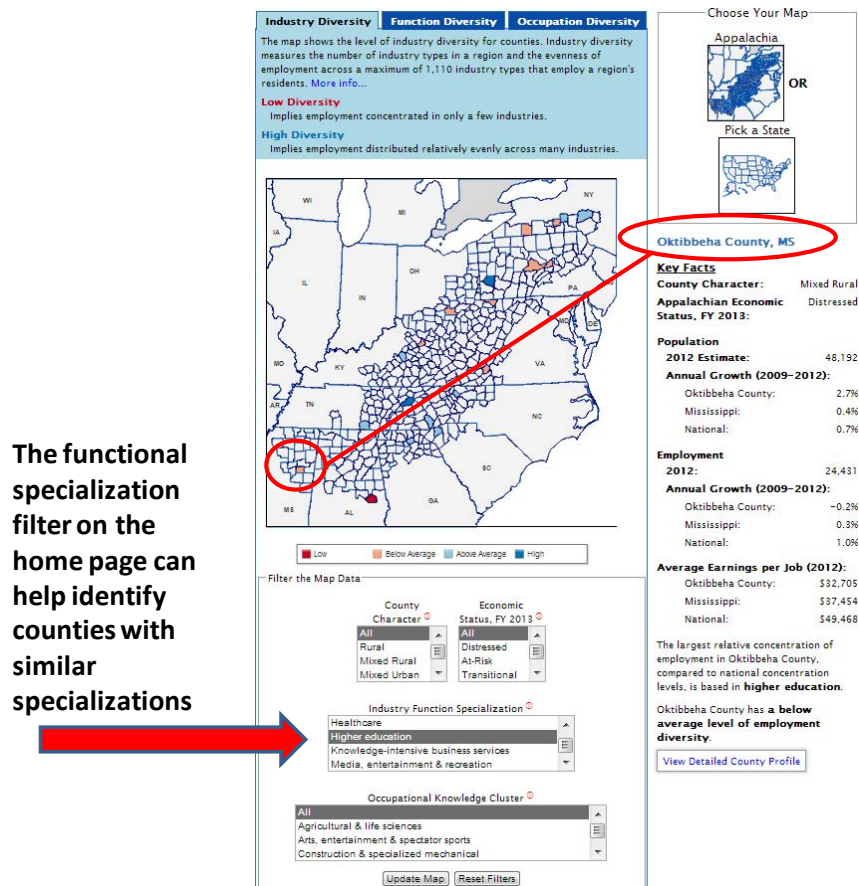 Industry Diversity
Function Diversity
Occupation Diversity
The map shows the level of industry diversity for counties. Industry diversity
measures the number of industry types in a region and the evenness of
employment across a maximum of 1,110 industry types that employ a region's
residents. More info...
Low Diversity
Implies employment concentrated in only a few industries.
High Diversity
Implies employment distributed relatively evenly across many industries.
WI
MI
NY
IA
IL
IN
OH
PA
MD
DE
MO
KY
VA
AR
TN
NC
SC
MS
AL
GA
Low
Below Average
Above Average
High
Filter the Map Data
County
Character
All
Rural
Mixed Rural
Mixed Urban
Economic
Status, FY 2013
All
Distressed
At-Risk
Transitional
Industry Function Specialization
Healthcare
Higher education
Knowledge-intensive business services
Media, entertainment & recreation
Occupational Knowledge Cluster
All
Agricultural & life sciences
Arts, entertainment & spectator sports
Construction & specialized mechanical
Update Map
Reset Filters
The functional
specialization
filter on the
home page can
help identify
counties with
similar
specializations
Choose Your Map
Appalachia
OR
Pick a State
Oktibbeha County, MS
Key Facts
County Character: Mixed Rural
Appalachian Economic Distressed
Status, FY 2013:
Population
2012 Estimate: 48,192
Annual Growth (2009-2012):
Oktibbeha County: 2.7%
Mississippi: 0.4%
National: 0.7%
Employment
2012: 24,431
Annual Growth (2009-2012):
Oktibbeha County: -0.2%
Mississippi: 0.3%
National: 1.0%
Average Earnings per Job (2012):
Oktibbeha County: $32,705
Mississippi: $37,454
National: $49,468
The largest relative concentration of
employment in Oktibbeha County,
compared to national concentration
levels, is based in higher education.
Oktibbeha County has a below
average level of employment
diversity.
View Detailed County Profile